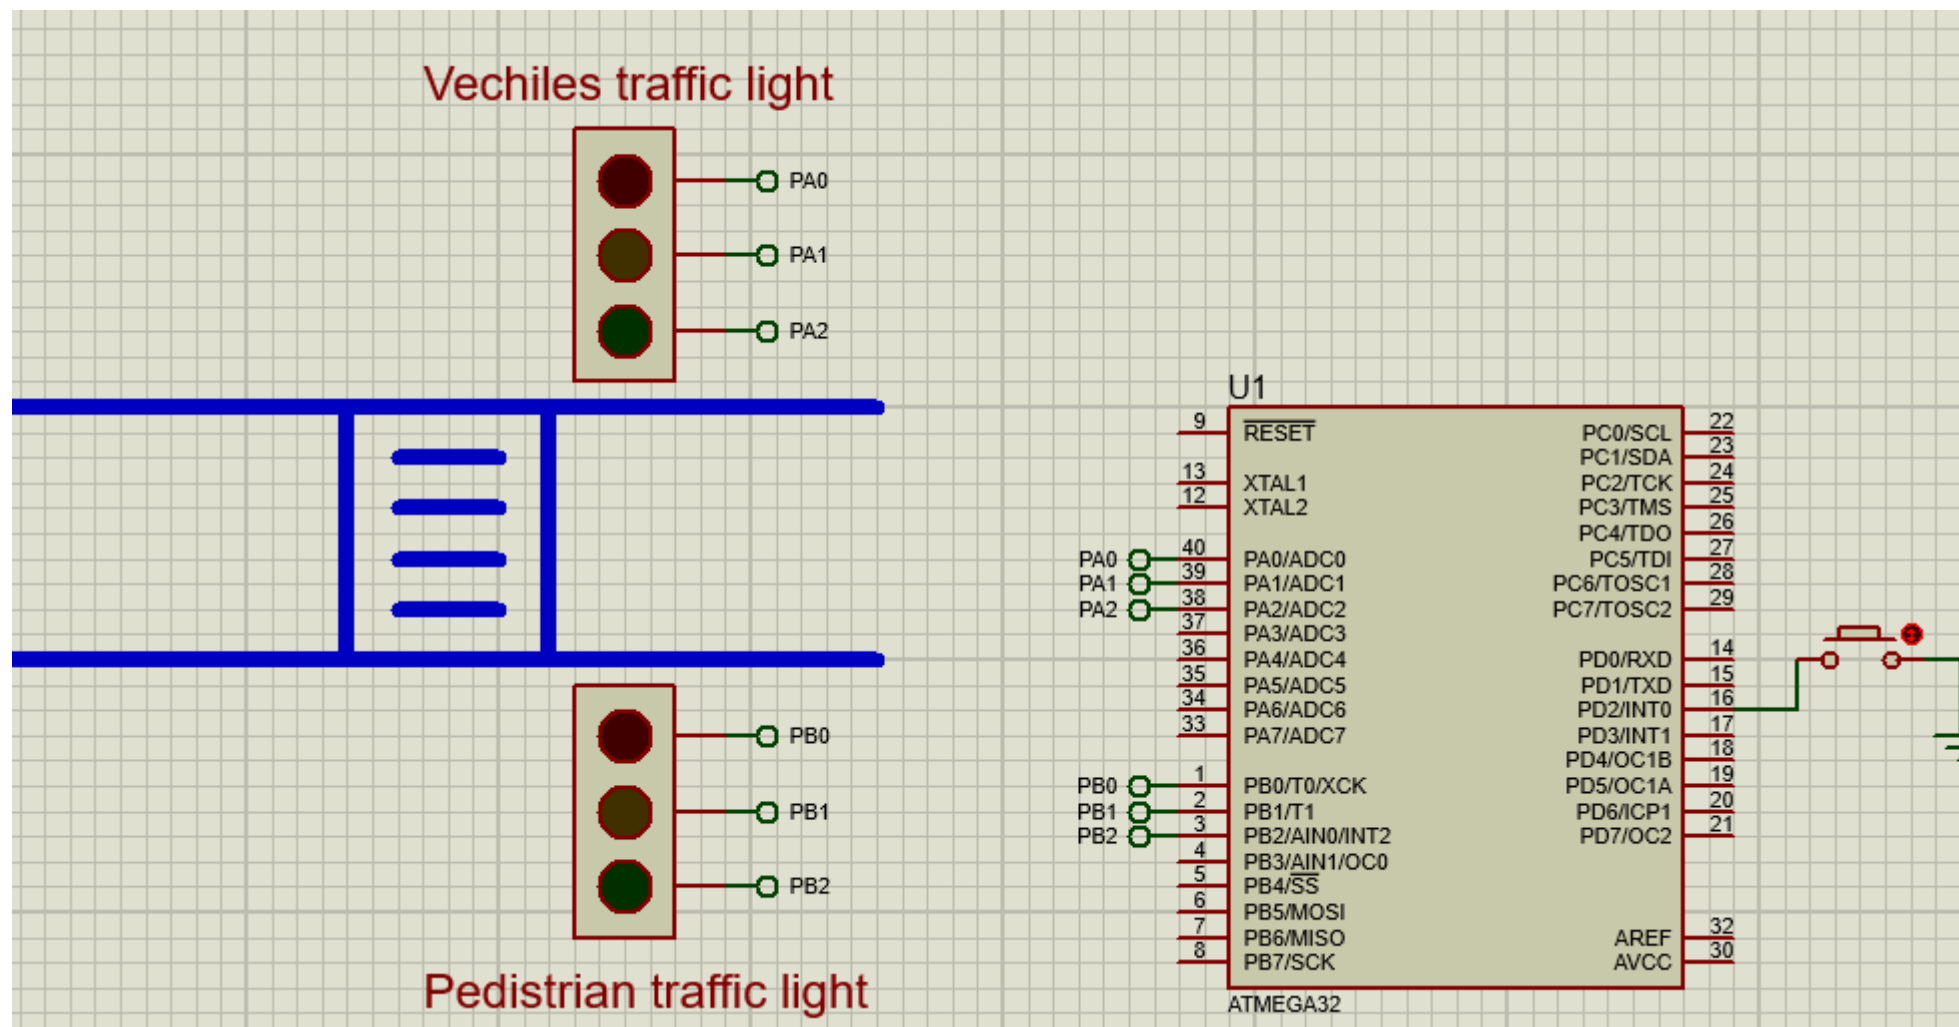 Vechiles traffic light
PA0
PA1
PA2
PB0
PB1
PB2
Pedistrian traffic light
U1
9 RESET
13 XTAL1
12 XTAL2
PA0 40 PA0/ADC0
PA1 39 PA1/ADC1
PA2 38 PA2/ADC2
37 PA3/ADC3
36 PA4/ADC4
35 PA5/ADC5
34 PA6/ADC6
33 PA7/ADC7
PB0 1 PB0/T0/XCK
PB1 2 PB1/T1
PB2 3 PB2/AIN0/INT2
4 PB3/AIN1/OC0
5 PB4/SS
6 PB5/MOSI
7 PB6/MISO
8 PB7/SCK
PC0/SCL 22
PC1/SDA 23
PC2/TCK 24
PC3/TMS 25
PC4/TDO 26
PC5/TDI 27
PC6/TOSC1 28
PC7/TOSC2 29
PD0/RXD 14
PD1/TXD 15
PD2/INT0 16
PD3/INT1 17
PD4/OC1B 18
PD5/OC1A 19
PD6/ICP1 20
PD7/OC2 21
AREF 32
AVCC 30
ATMEGA32